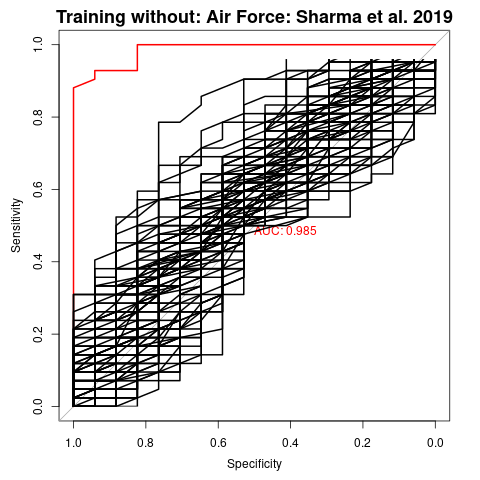 Training without: Air Force: Sharma et al. 2019
1.0
0.8
0.6
0.4
0.2
0.0
Sensitivity
AUC: 0.985
1.0 0.8 0.6 0.4 0.2 0.0
Specificity